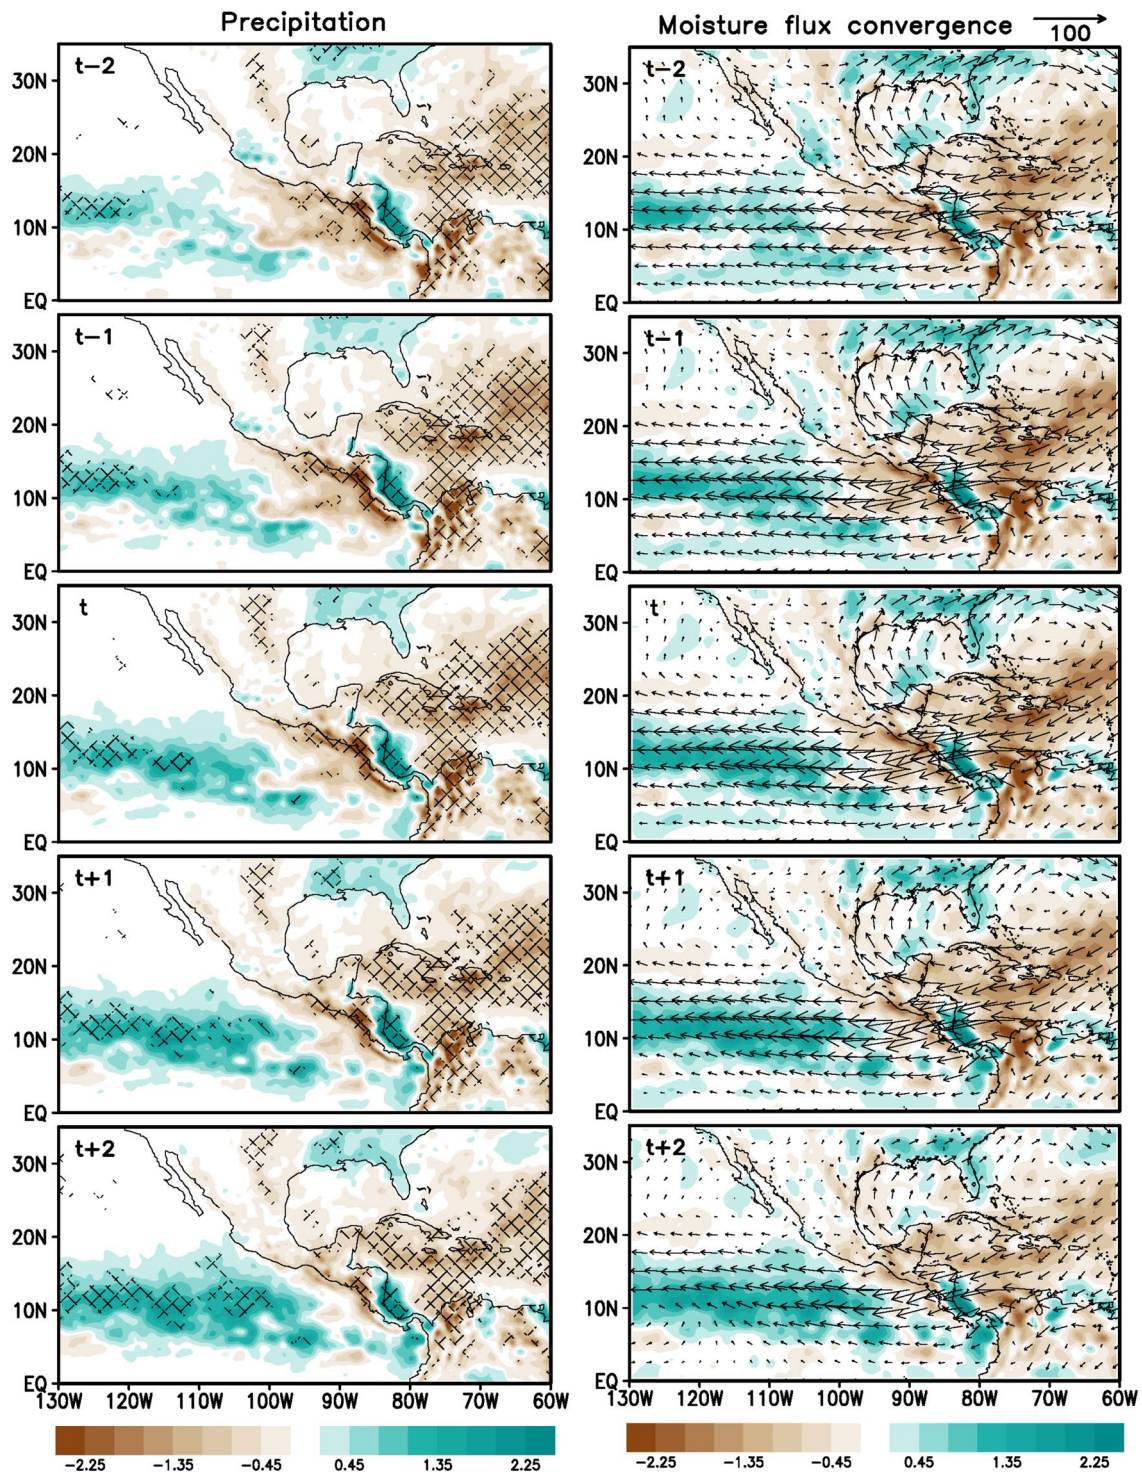 Precipitation
Moisture flux convergence
100
t−2
30N
20N
10N
EQ
t−2
30N
20N
10N
EQ
t−1
30N
20N
10N
EQ
t−1
30N
20N
10N
EQ
t
30N
20N
10N
EQ
t
30N
20N
10N
EQ
t+1
30N
20N
10N
EQ
t+1
30N
20N
10N
EQ
t+2
30N
20N
10N
EQ
130W 120W 110W 100W 90W 80W 70W 60W
t+2
30N
20N
10N
EQ
130W 120W 110W 100W 90W 80W 70W 60W
−2.25 −1.35 −0.45 0.45 1.35 2.25
−2.25 −1.35 −0.45 0.45 1.35 2.25